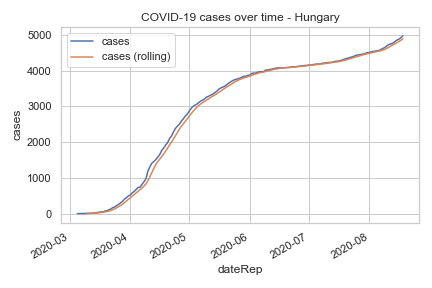 COVID-19 cases over time - Hungary
cases
cases (rolling)
5000
4000
3000
2000
1000
0
cases
2020-03
2020-04
2020-05
2020-06
2020-07
2020-08
dateRep